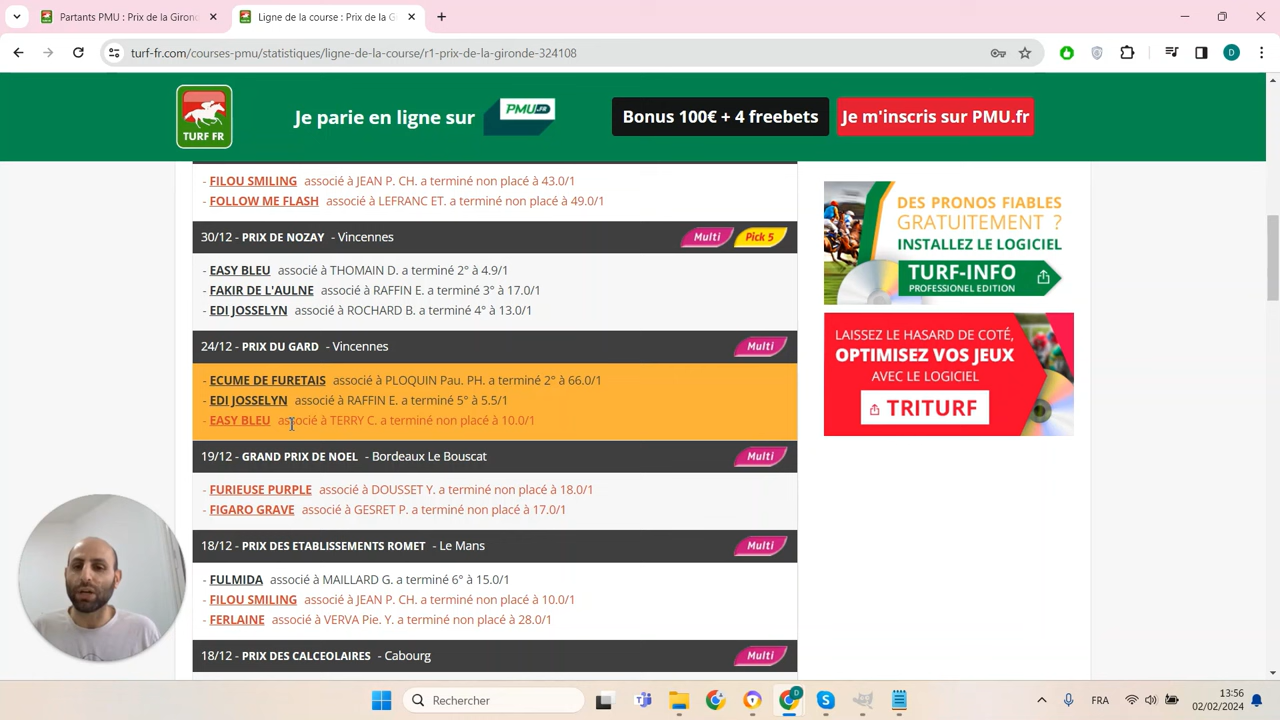 Partants PMU : Prix de la Gironde
Ligne de la course : Prix de la G
turf-fr.com/courses-pmu/statistiques/ligne-de-la-course/r1-prix-de-la-gironde-324108
D
TURF FR
Je parie en ligne sur
PMU.FR
Bonus 100€ + 4 freebets
Je m'inscris sur PMU.fr
- FILOU SMILING associé à JEAN P. CH. a terminé non placé à 43.0/1
- FOLLOW ME FLASH associé à LEFRANC ET. a terminé non placé à 49.0/1
30/12 - PRIX DE NOZAY - Vincennes
Multi
Pick 5
- EASY BLEU associé à THOMAIN D. a terminé 2° à 4.9/1
- FAKIR DE L'AULNE associé à RAFFIN E. a terminé 3° à 17.0/1
- EDI JOSSELYN associé à ROCHARD B. a terminé 4° à 13.0/1
24/12 - PRIX DU GARD - Vincennes
Multi
- ECUME DE FURETAIS associé à PLOQUIN Pau. PH. a terminé 2° à 66.0/1
- EDI JOSSELYN associé à RAFFIN E. a terminé 5° à 5.5/1
- EASY BLEU associé à TERRY C. a terminé non placé à 10.0/1
19/12 - GRAND PRIX DE NOEL - Bordeaux Le Bouscat
Multi
- FURIEUSE PURPLE associé à DOUSSET Y. a terminé non placé à 18.0/1
- FIGARO GRAVE associé à GESRET P. a terminé non placé à 17.0/1
18/12 - PRIX DES ETABLISSEMENTS ROMET - Le Mans
Multi
- FULMIDA associé à MAILLARD G. a terminé 6° à 15.0/1
- FILOU SMILING associé à JEAN P. CH. a terminé non placé à 10.0/1
- FERLAINE associé à VERVA Pie. Y. a terminé non placé à 28.0/1
18/12 - PRIX DES CALCEOLAIRES - Cabourg
Multi
DES PRONOS FIABLES
GRATUITEMENT ?
INSTALLEZ LE LOGICIEL
TURF-INFO
PROFESSIONEL EDITION
LAISSEZ LE HASARD DE COTÉ,
OPTIMISEZ VOS JEUX
AVEC LE LOGICIEL
TRITURF
Rechercher
D
FRA
13:56
02/02/2024